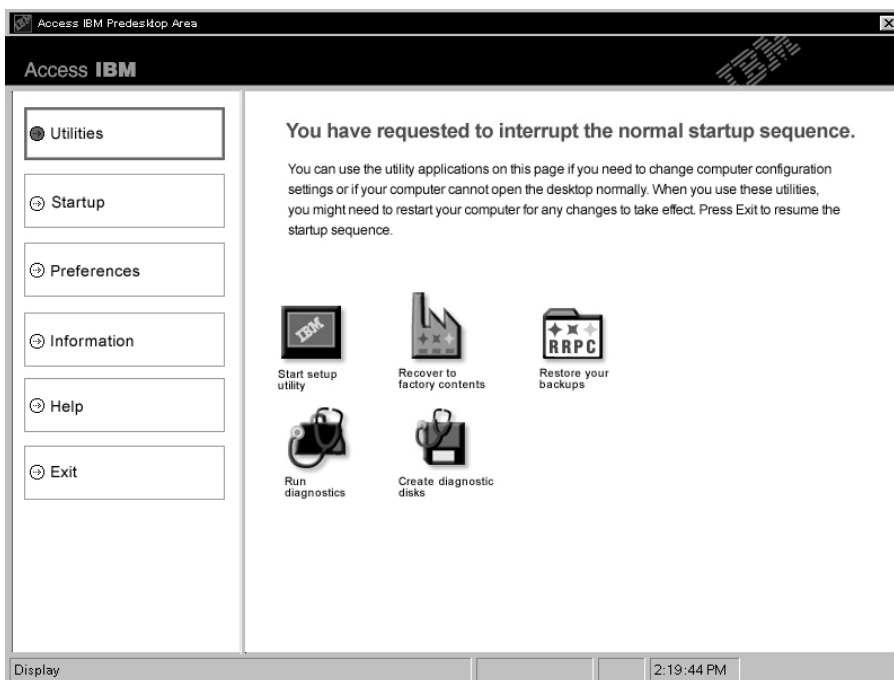 Access IBM Predesktop Area
Access IBM
IBM
Utilities
Startup
Preferences
Information
Help
Exit
You have requested to interrupt the normal startup sequence.
You can use the utility applications on this page if you need to change computer configuration
settings or if your computer cannot open the desktop normally. When you use these utilities,
you might need to restart your computer for any changes to take effect. Press Exit to resume the
startup sequence.
IBM
Start setup
utility
Recover to
factory contents
RRPC
Restore your
backups
Run
diagnostics
Create diagnostic
disks
Display
2:19:44 PM